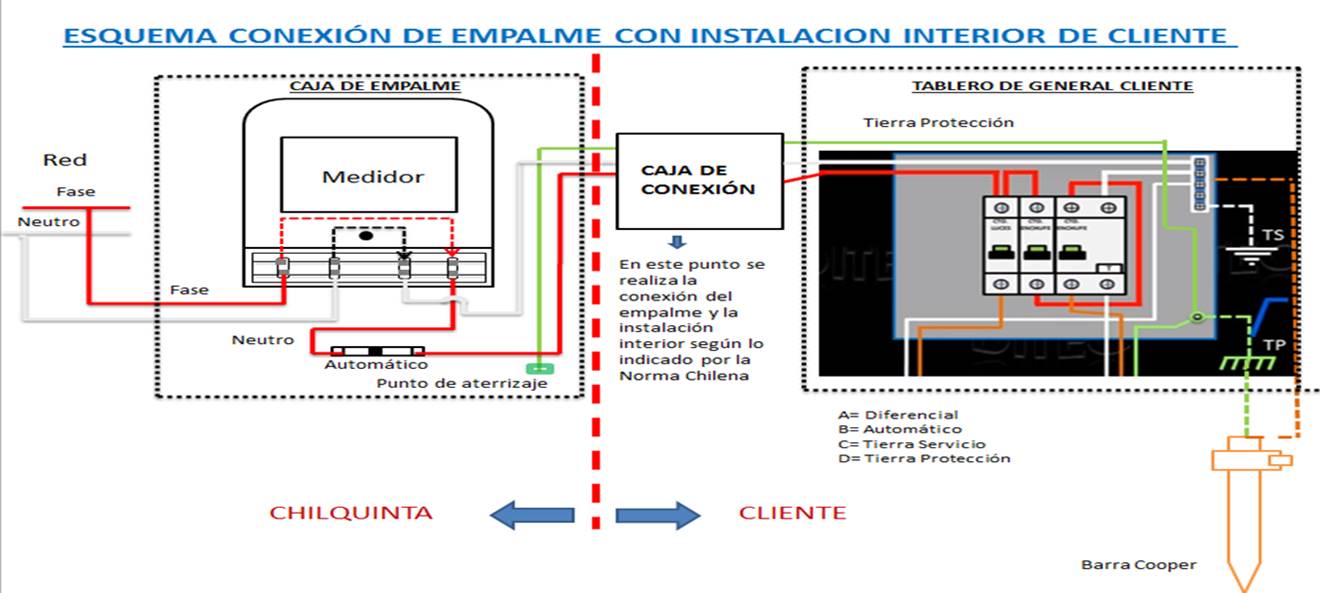 ESQUEMA CONEXIÓN DE EMPALME CON INSTALACION INTERIOR DE CLIENTE
CAJA DE EMPALME
TABLERO DE GENERAL CLIENTE
Red
Fase
Neutro
Medidor
Fase
Neutro
Automático
Punto de aterrizaje
CAJA DE
CONEXIÓN
En este punto se
realiza la
conexión del
empalme y la
instalación
interior según lo
indicado por la
Norma Chilena
Tierra Protección
CTO.
LUCES
CTO.
ENCHUFE
CTO.
ENCHUFE
T
TS
TP
A= Diferencial
B= Automático
C= Tierra Servicio
D= Tierra Protección
CHILQUINTA
CLIENTE
Barra Cooper